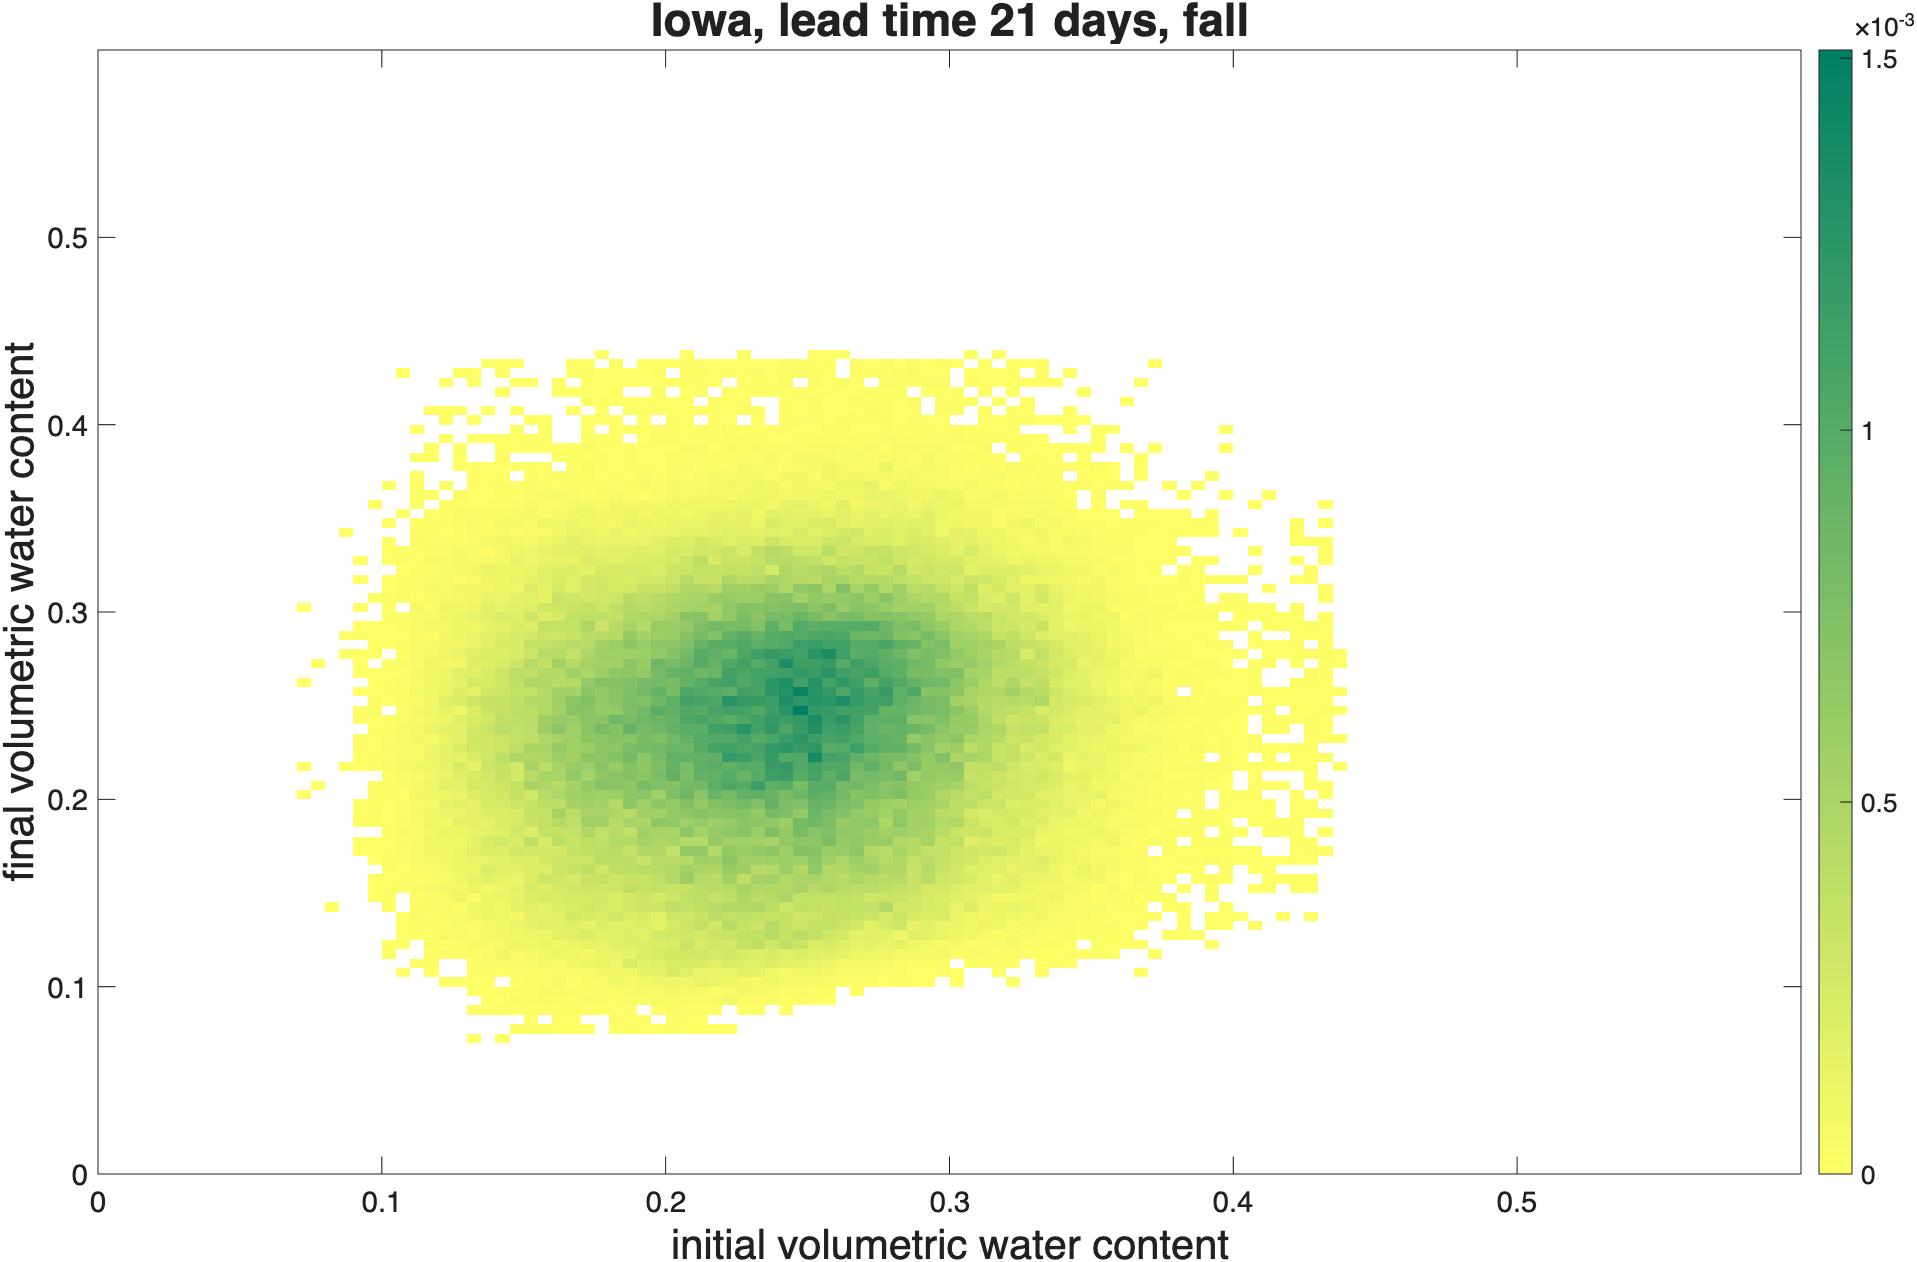 Iowa, lead time 21 days, fall
×10-3
1.5
1
0.5
0
final volumetric water content
0.5
0.4
0.3
0.2
0.1
0
0 0.1 0.2 0.3 0.4 0.5
initial volumetric water content